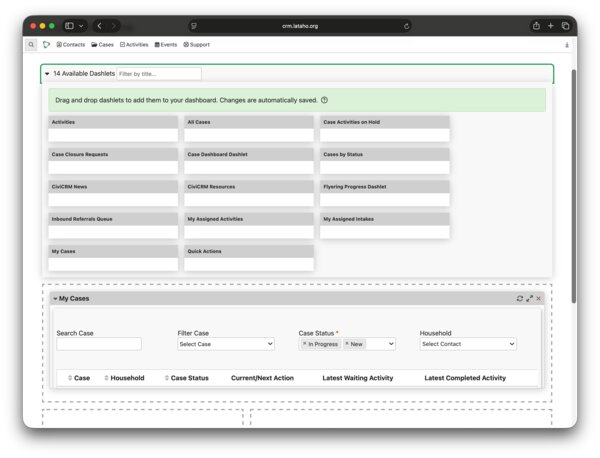 crm.lataho.org
Contacts Cases Activities Events Support
14 Available Dashlets Filter by title...
Drag and drop dashlets to add them to your dashboard. Changes are automatically saved.
Activities All Cases Case Activities on Hold
Case Closure Requests Case Dashboard Dashlet Cases by Status
CiviCRM News CiviCRM Resources Flyering Progress Dashlet
Inbound Referrals Queue My Assigned Activities My Assigned Intakes
My Cases Quick Actions
My Cases
Search Case Filter Case Case Status * Household
Select Case × In Progress × New Select Contact
Case Household Case Status Current/Next Action Latest Waiting Activity Latest Completed Activity